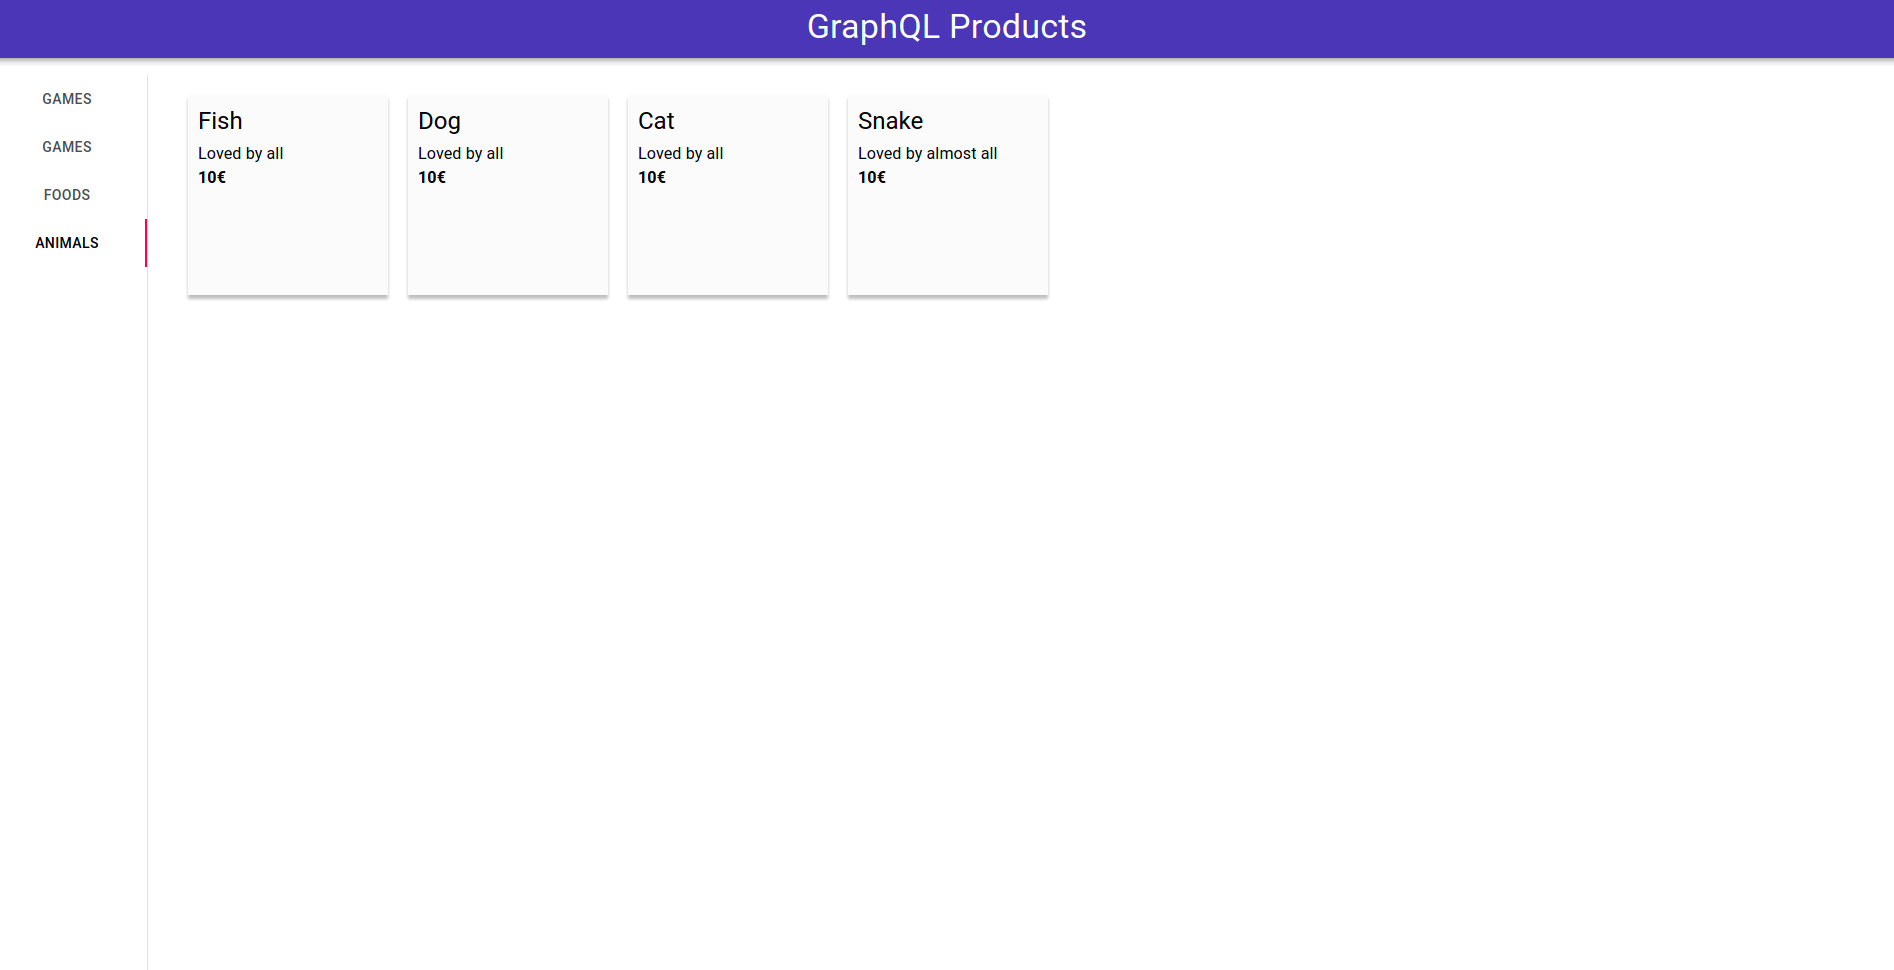 GraphQL Products
GAMES
GAMES
FOODS
ANIMALS
Fish
Loved by all
10€
Dog
Loved by all
10€
Cat
Loved by all
10€
Snake
Loved by almost all
10€